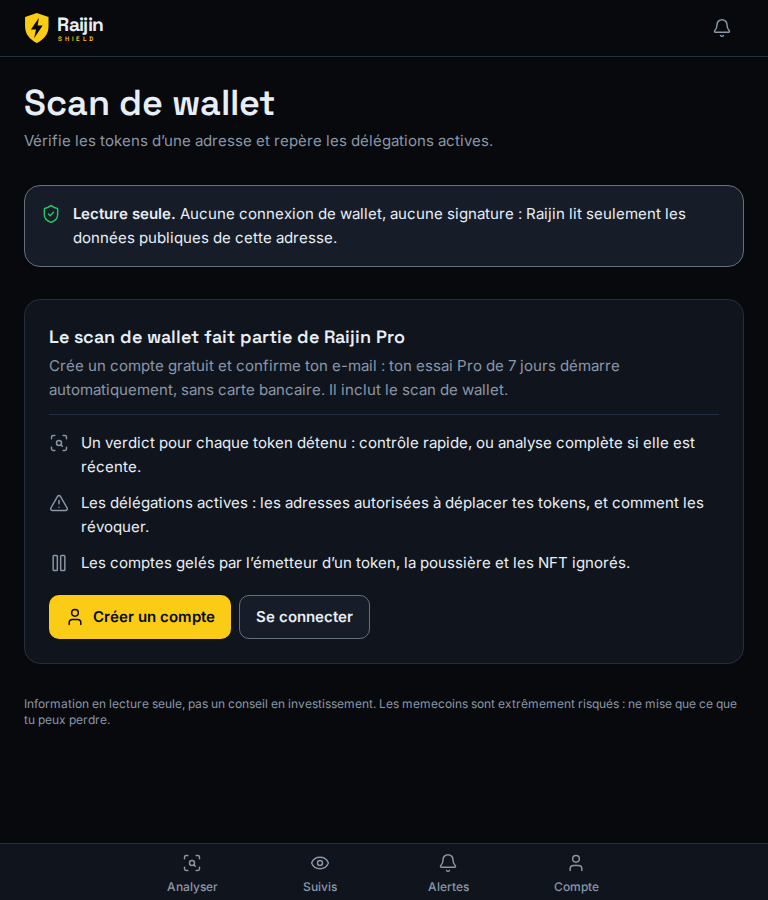 Raijin
SHIELD
Scan de wallet
Vérifie les tokens d’une adresse et repère les délégations actives.
Lecture seule. Aucune connexion de wallet, aucune signature : Raijin lit seulement les
données publiques de cette adresse.
Le scan de wallet fait partie de Raijin Pro
Crée un compte gratuit et confirme ton e-mail : ton essai Pro de 7 jours démarre
automatiquement, sans carte bancaire. Il inclut le scan de wallet.
Un verdict pour chaque token détenu : contrôle rapide, ou analyse complète si elle est
récente.
Les délégations actives : les adresses autorisées à déplacer tes tokens, et comment les
révoquer.
Les comptes gelés par l’émetteur d’un token, la poussière et les NFT ignorés.
Créer un compte
Se connecter
Information en lecture seule, pas un conseil en investissement. Les memecoins sont extrêmement risqués : ne mise que ce que
tu peux perdre.
Analyser
Suivis
Alertes
Compte